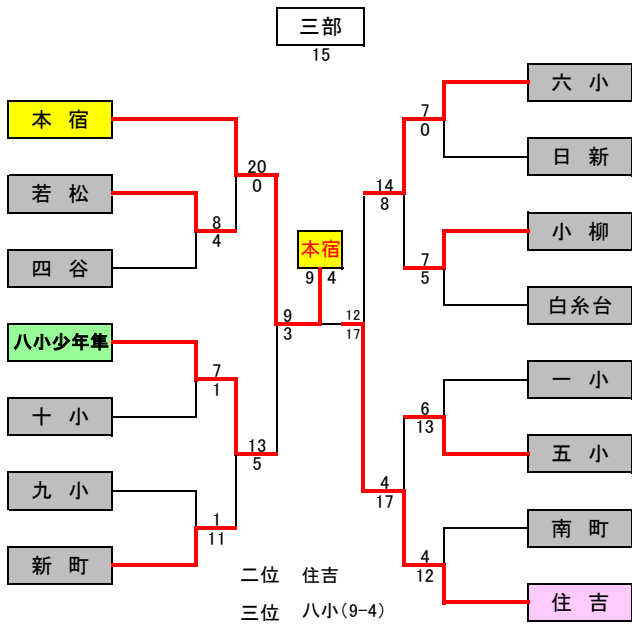 三部
15
六 小
7
0
日 新
本 宿
20
0
若 松
8
4
四 谷
14
8
小 柳
7
5
白糸台
本宿
9 4
9
3
12
17
八小少年隼
7
1
十 小
13
5
九 小
1
11
新 町
一 小
6
13
五 小
4
17
南 町
4
12
住 吉
二位 住吉
三位 八小(9-4)